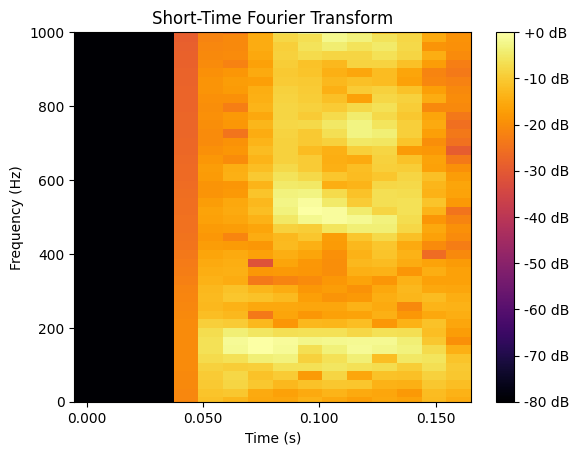 Short-Time Fourier Transform
Frequency (Hz)
1000
800
600
400
200
0
0.000
0.050
0.100
0.150
Time (s)
+0 dB
-10 dB
-20 dB
-30 dB
-40 dB
-50 dB
-60 dB
-70 dB
-80 dB